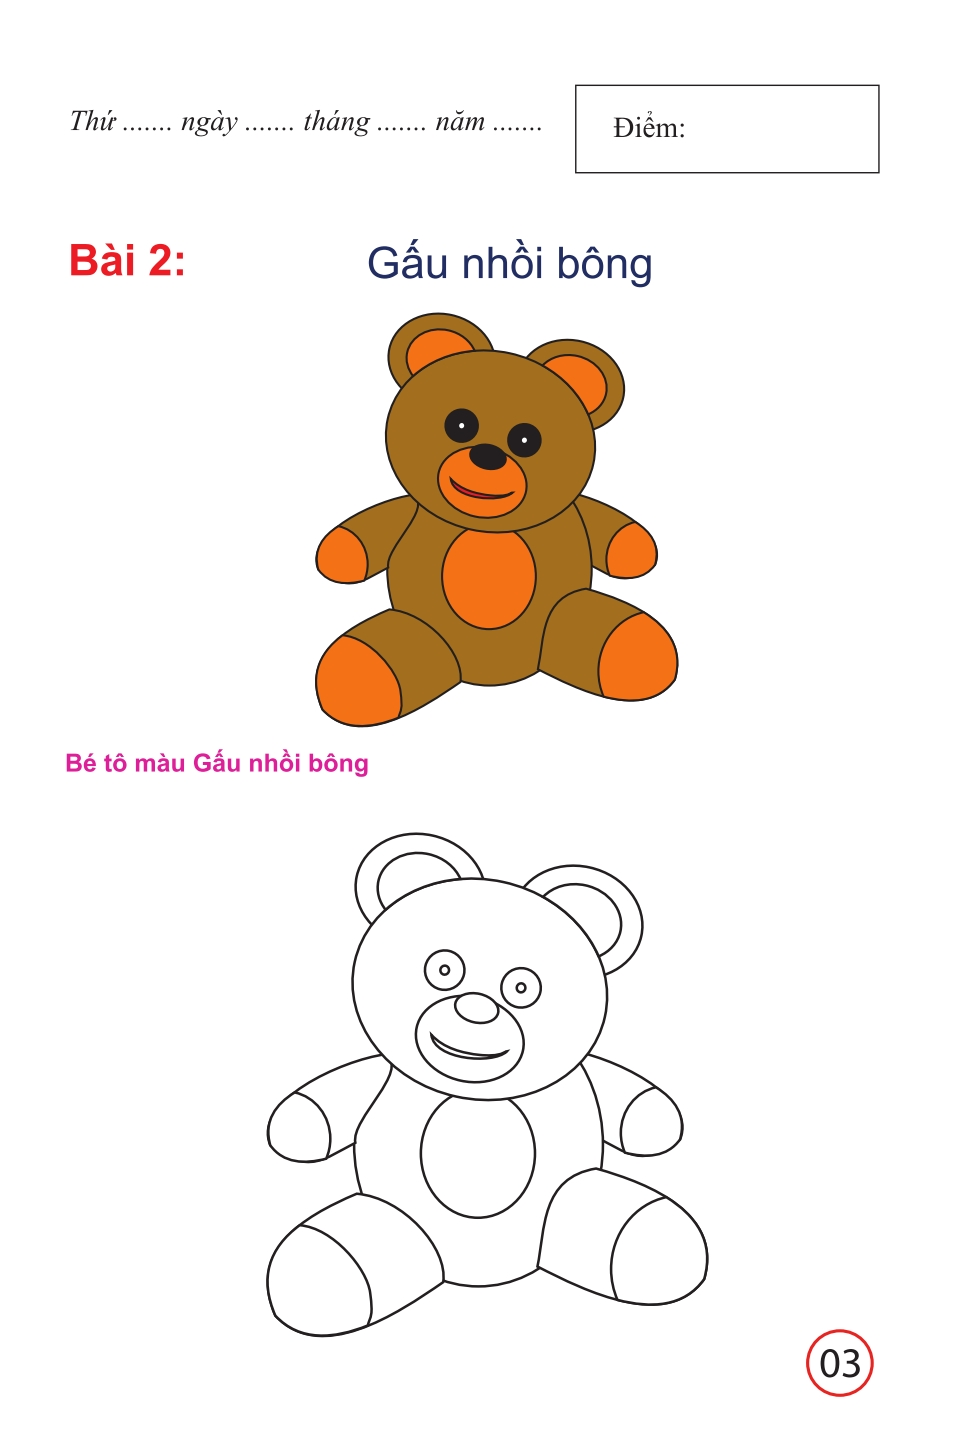 Thứ ....... ngày ....... tháng ....... năm .......
Điểm:
Bài 2:
Gấu nhồi bông
Bé tô màu Gấu nhồi bông
03